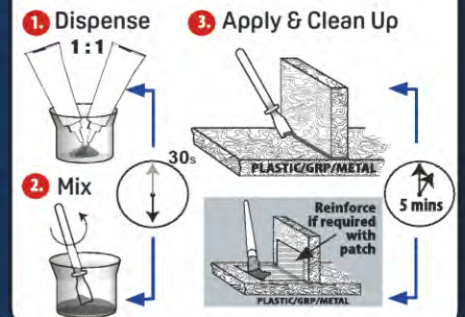 1. Dispense
1:1
30s
2. Mix
3. Apply & Clean Up
PLASTIC/GRP/METAL
5 mins
Reinforce
if required
with
patch
PLASTIC/GRP/METAL